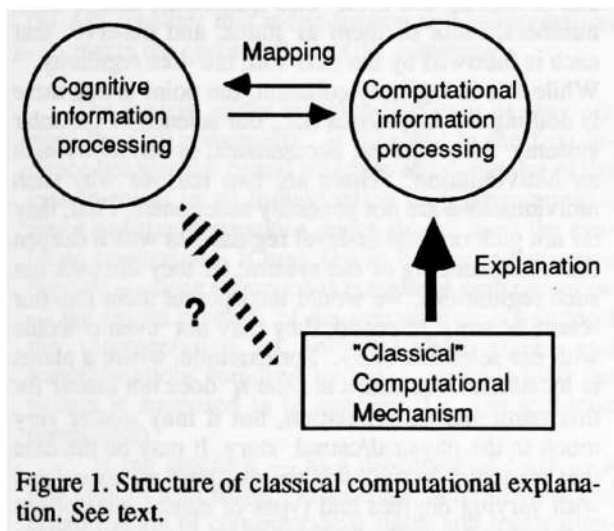 Mapping
Cognitive
information
processing
Computational
information
processing
Explanation
?
"Classical"
Computational
Mechanism
Figure 1. Structure of classical computational explana-
tion. See text.